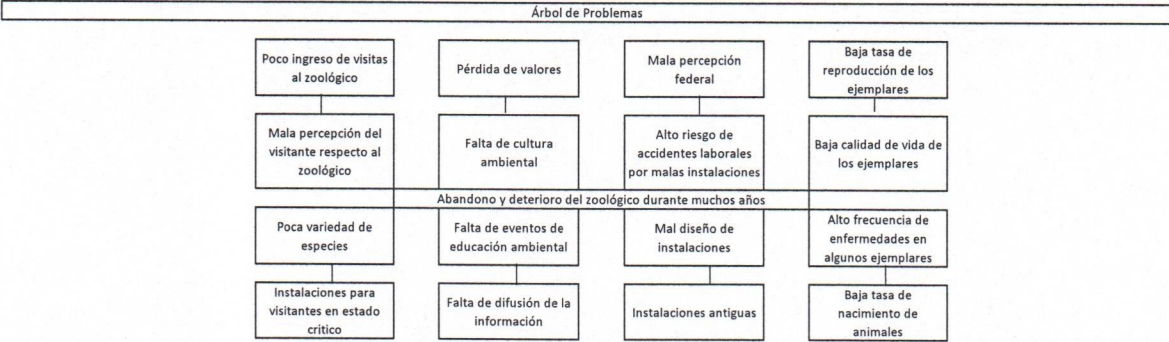 Árbol de Problemas
Poco ingreso de visitas
al zoológico
Pérdida de valores
Mala percepción
federal
Baja tasa de
reproducción de los
ejemplares
Mala percepción del
visitante respecto al
zoológico
Falta de cultura
ambiental
Alto riesgo de
accidentes laborales
por malas instalaciones
Baja calidad de vida de
los ejemplares
Abandono y deterioro del zoológico durante muchos años
Poca variedad de
especies
Falta de eventos de
educación ambiental
Mal diseño de
instalaciones
Alto frecuencia de
enfermedades en
algunos ejemplares
Instalaciones para
visitantes en estado
critico
Falta de difusión de la
información
Instalaciones antiguas
Baja tasa de
nacimiento de
animales